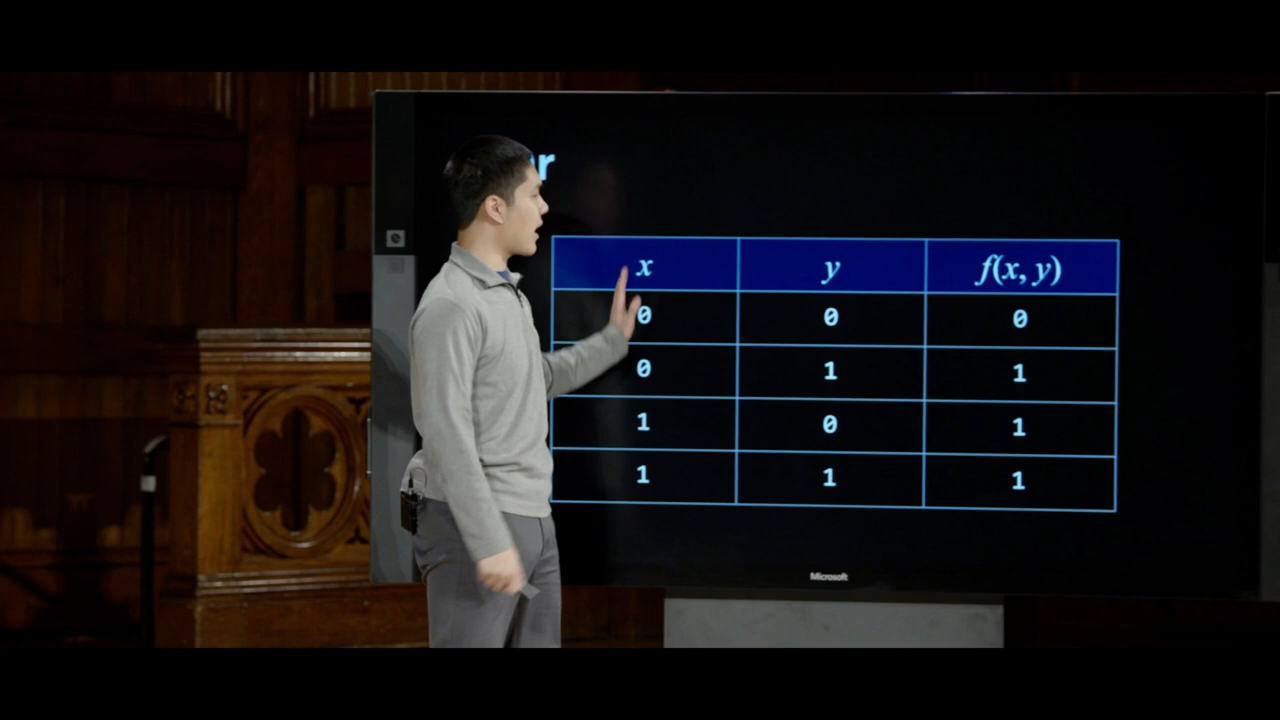 x y f(x, y)
0 0 0
0 1 1
1 0 1
1 1 1
Microsoft